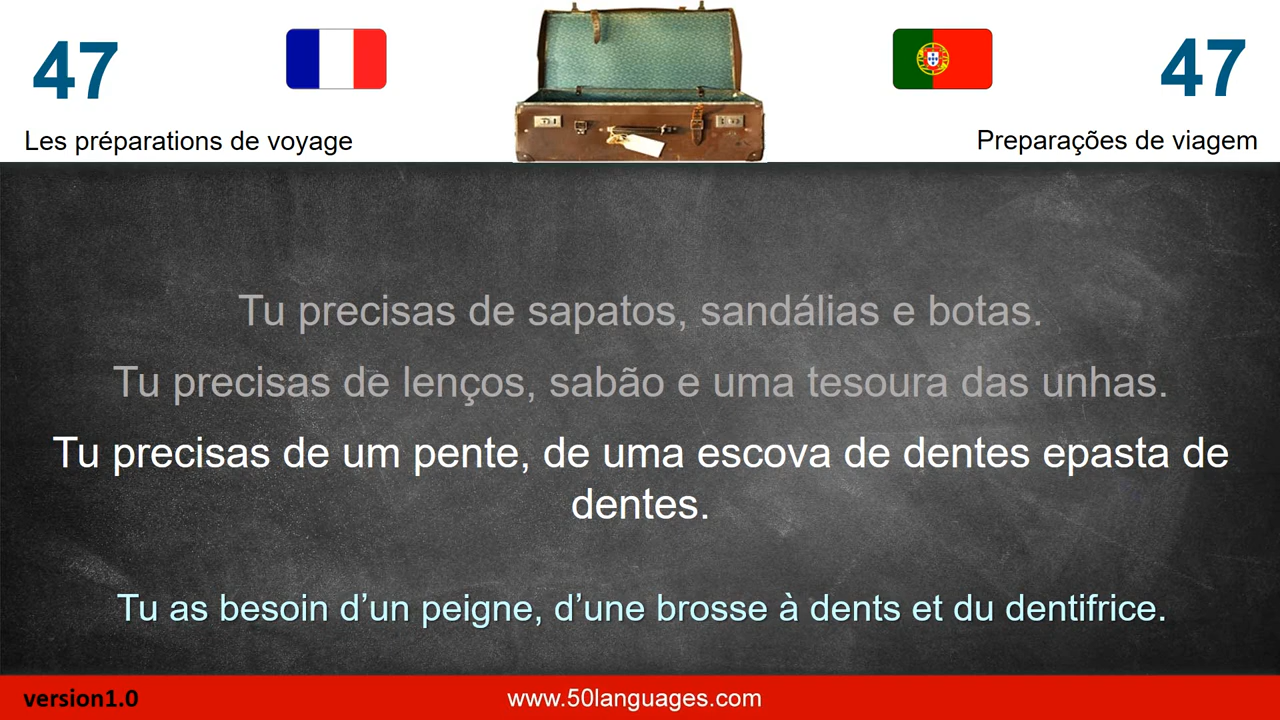 47
47
Les préparations de voyage
Preparações de viagem
Tu precisas de sapatos, sandálias e botas.
Tu precisas de lenços, sabão e uma tesoura das unhas.
Tu precisas de um pente, de uma escova de dentes epasta de
dentes.
Tu as besoin d’un peigne, d’une brosse à dents et du dentifrice.
version1.0
www.50languages.com